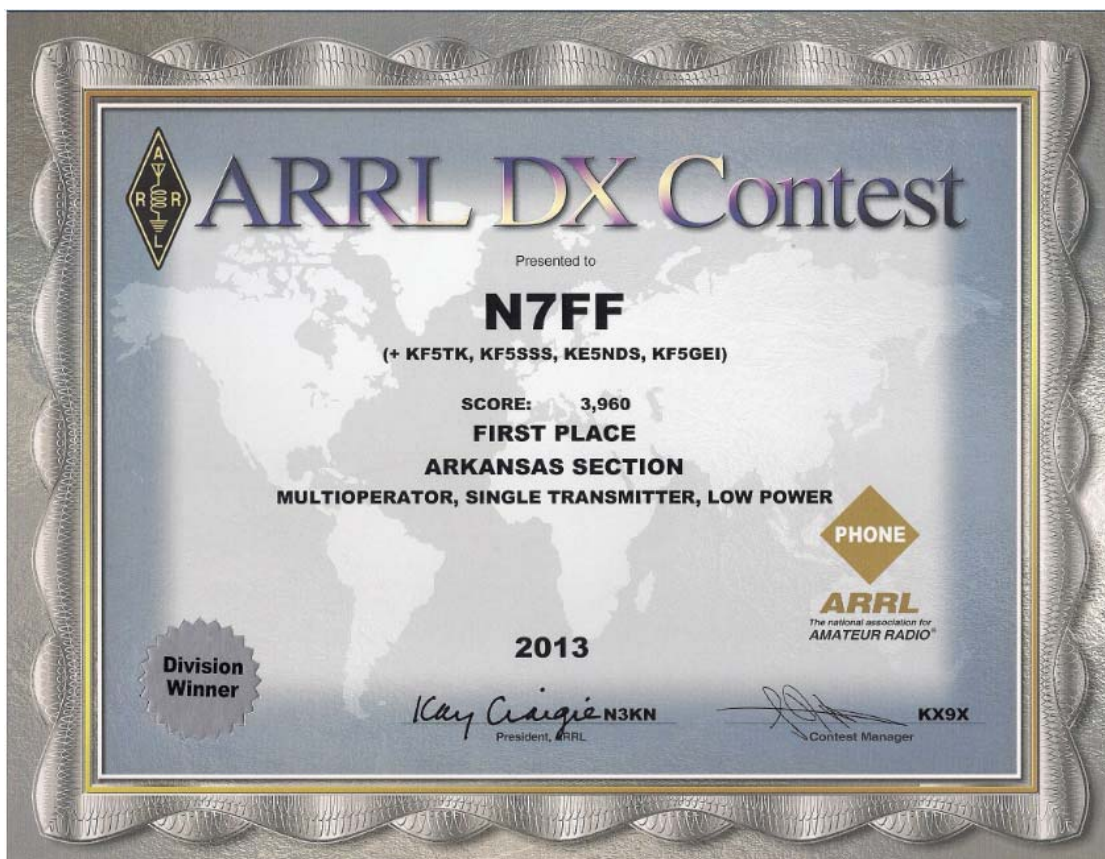 A
R R
L
ARRL DX Contest
Presented to
N7FF
(+ KF5TK, KF5SSS, KE5NDS, KF5GEI)
SCORE: 3,960
FIRST PLACE
ARKANSAS SECTION
MULTIOPERATOR, SINGLE TRANSMITTER, LOW POWER
PHONE
ARRL
The national association for
AMATEUR RADIO®
2013
Division
Winner
Kay Craigie N3KN
President, ARRL
KX9X
Contest Manager